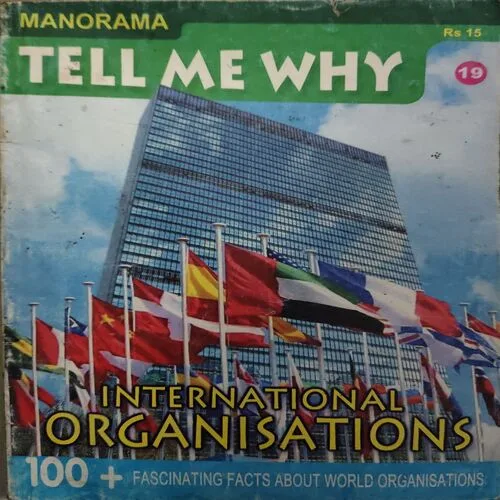 MANORAMA
Rs 15
TELL ME WHY
19
INTERNATIONAL
ORGANISATIONS
100 + FASCINATING FACTS ABOUT WORLD ORGANISATIONS